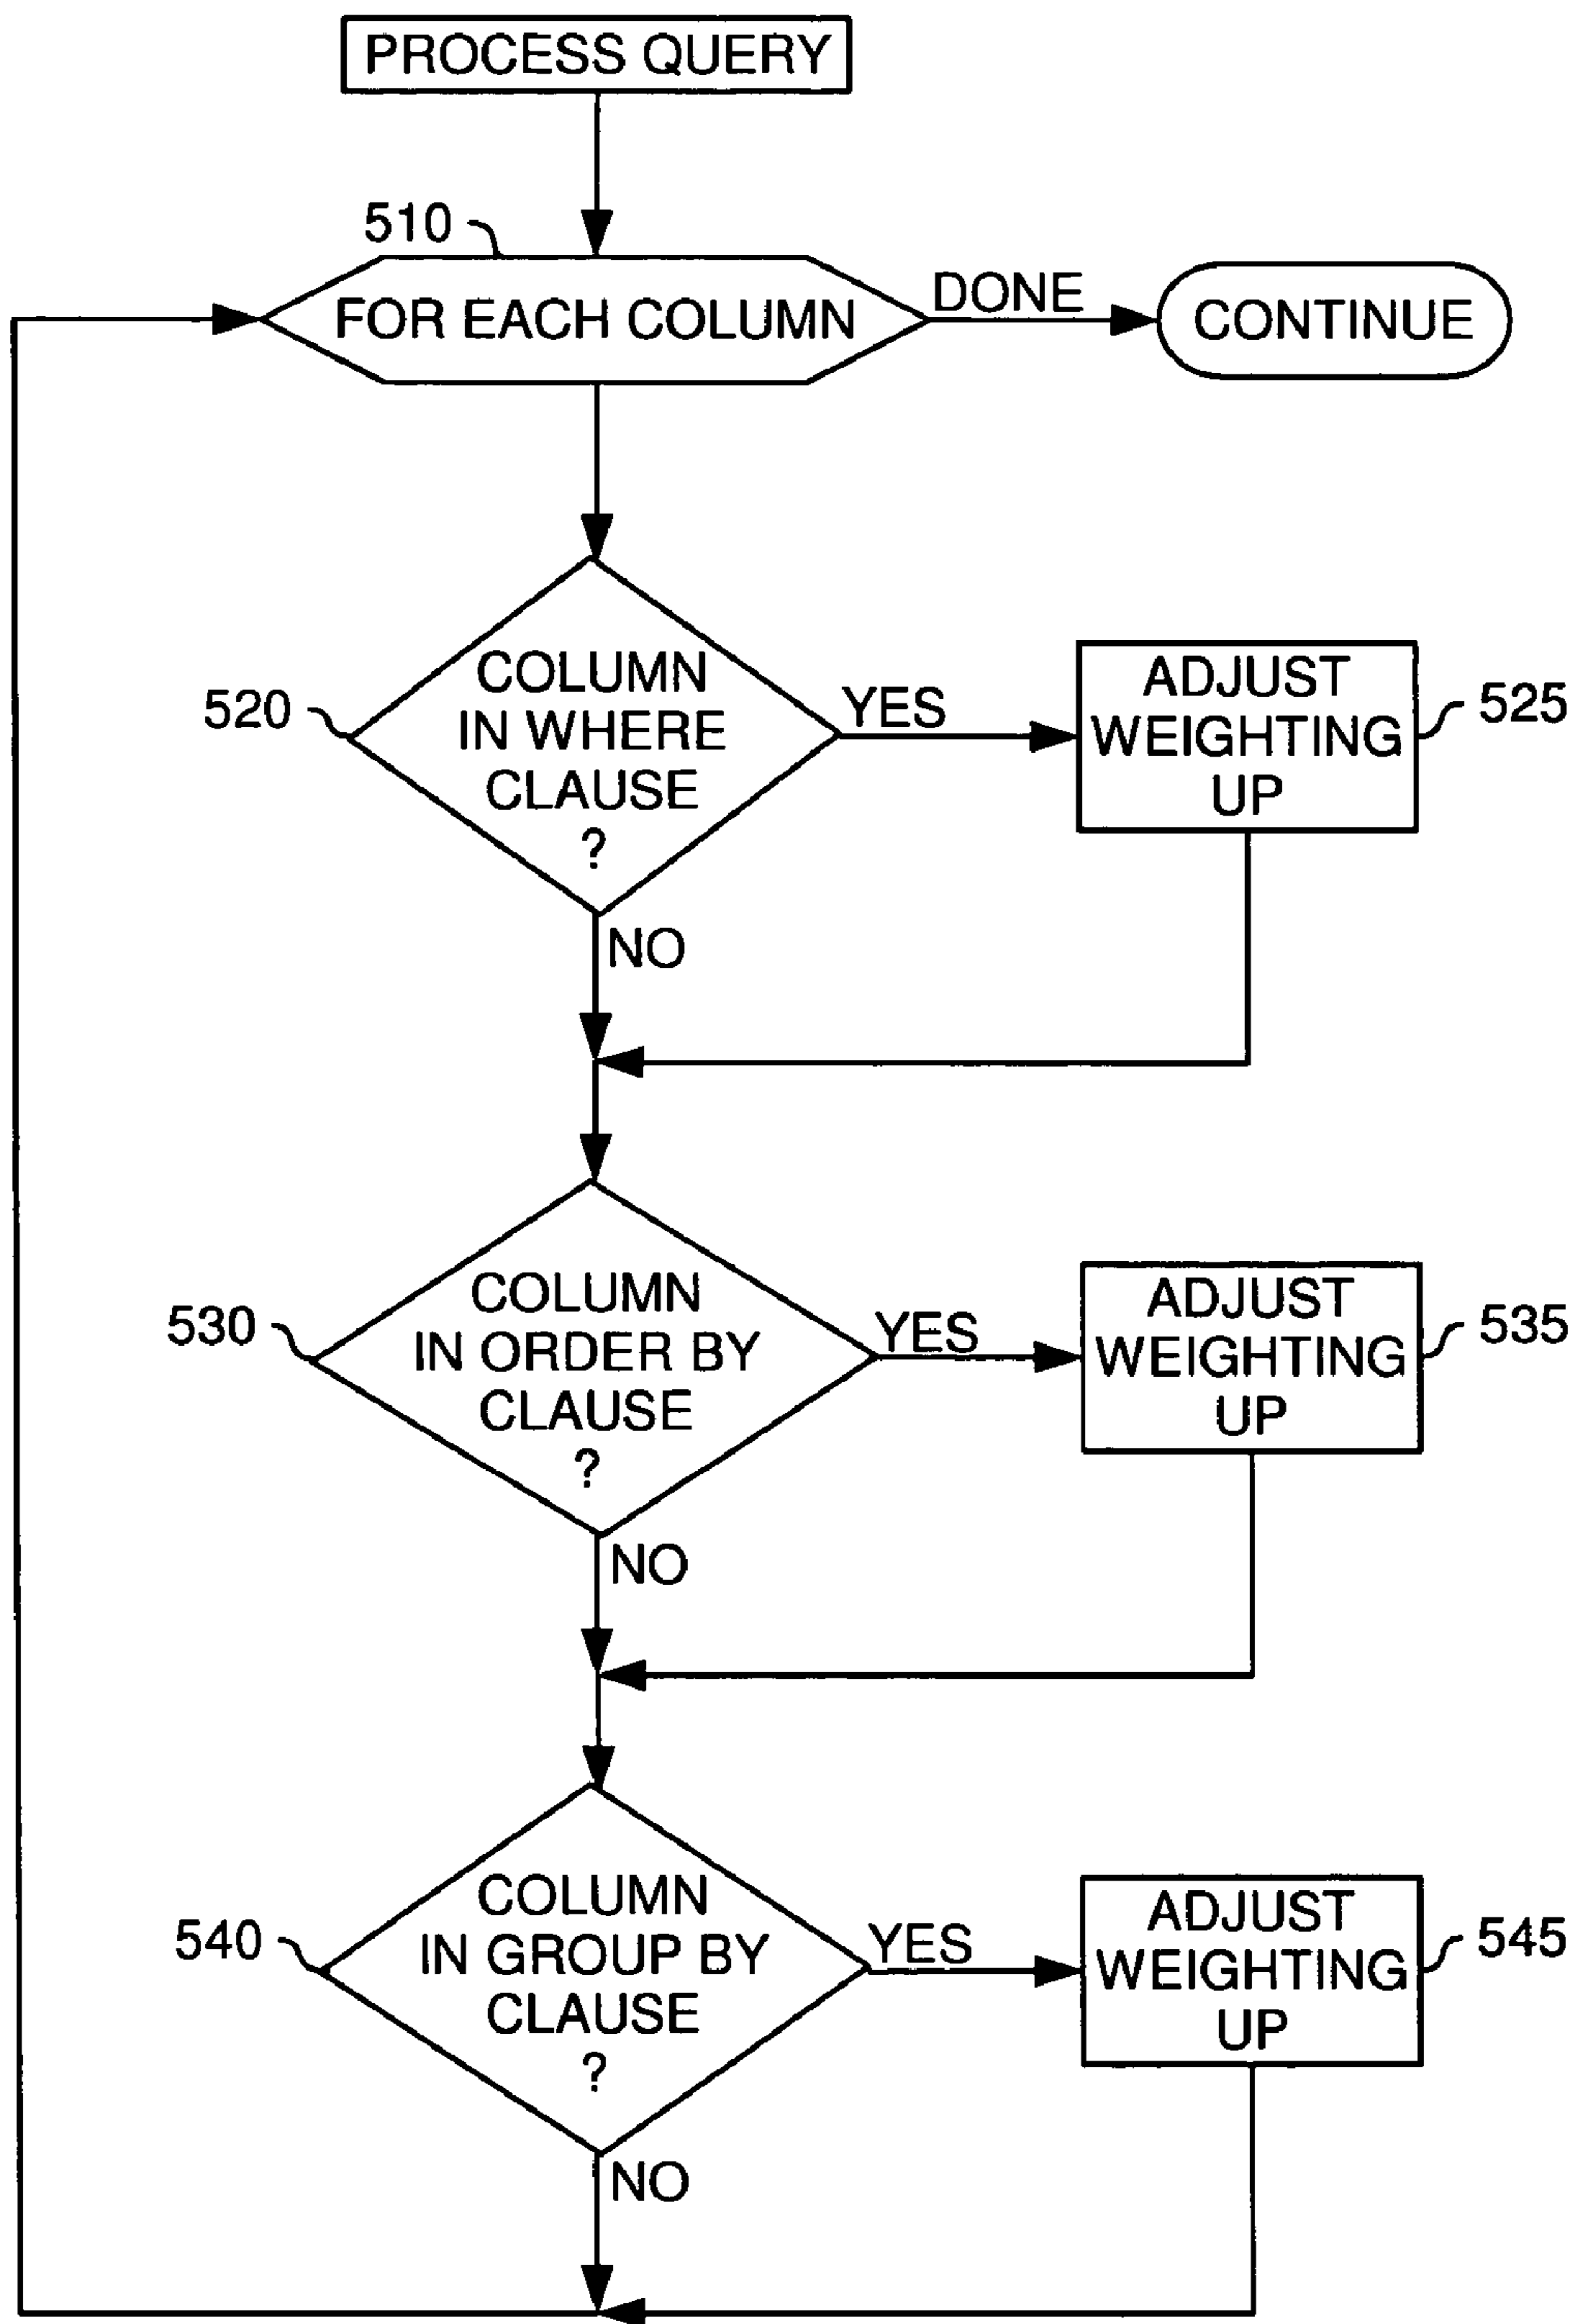 PROCESS QUERY
510
FOR EACH COLUMN
DONE
CONTINUE
520
COLUMN
IN WHERE
CLAUSE
?
YES
ADJUST
WEIGHTING
UP
525
NO
530
COLUMN
IN ORDER BY
CLAUSE
?
YES
ADJUST
WEIGHTING
UP
535
NO
540
COLUMN
IN GROUP BY
CLAUSE
?
YES
ADJUST
WEIGHTING
UP
545
NO